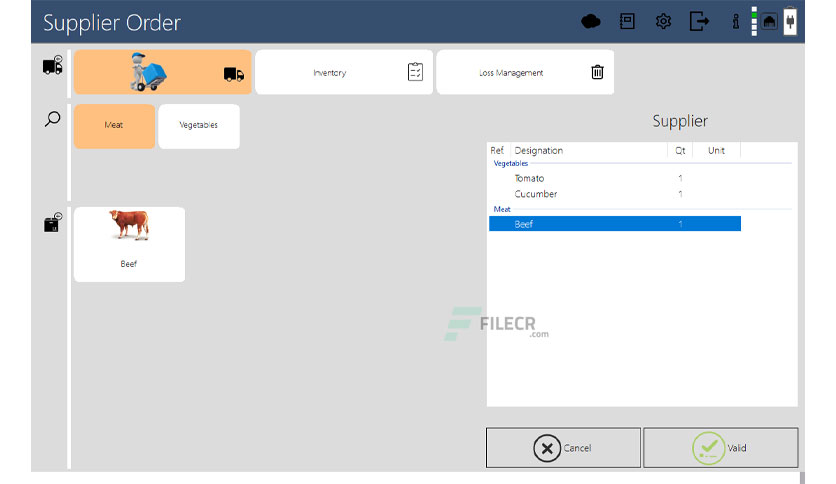 Supplier Order
Inventory
Loss Management
Meat
Vegetables
Supplier
Ref. Designation Qt Unit
Vegetables
Tomato 1
Cucumber 1
Meat
Beef 1
Beef
FILECR
.com
Cancel
Valid